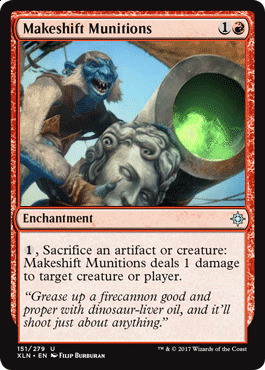 Makeshift Munitions 1
Enchantment
1, Sacrifice an artifact or creature:
Makeshift Munitions deals 1 damage
to target creature or player.
"Grease up a firecannon good and
proper with dinosaur-liver oil, and it'll
shoot just about anything."
151/279 U
XLN • EN FILIP BURBURAN
™ & © 2017 Wizards of the Coast